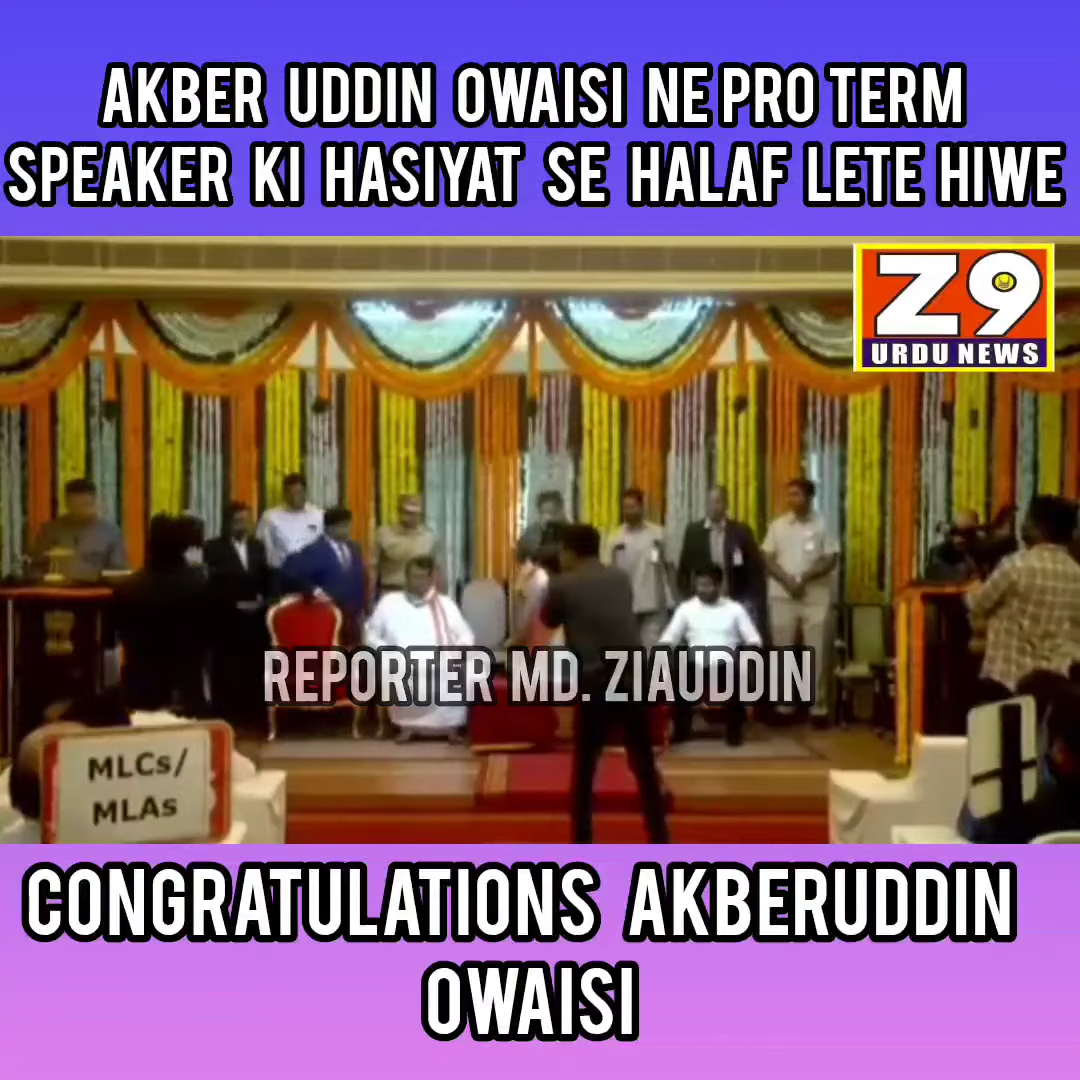 AKBER UDDIN OWAISI NE PRO TERM
SPEAKER KI HASIYAT SE HALAF LETE HIWE
Z9
URDU NEWS
REPORTER MD. ZIAUDDIN
MLCs/
MLAs
CONGRATULATIONS AKBERUDDIN
OWAISI